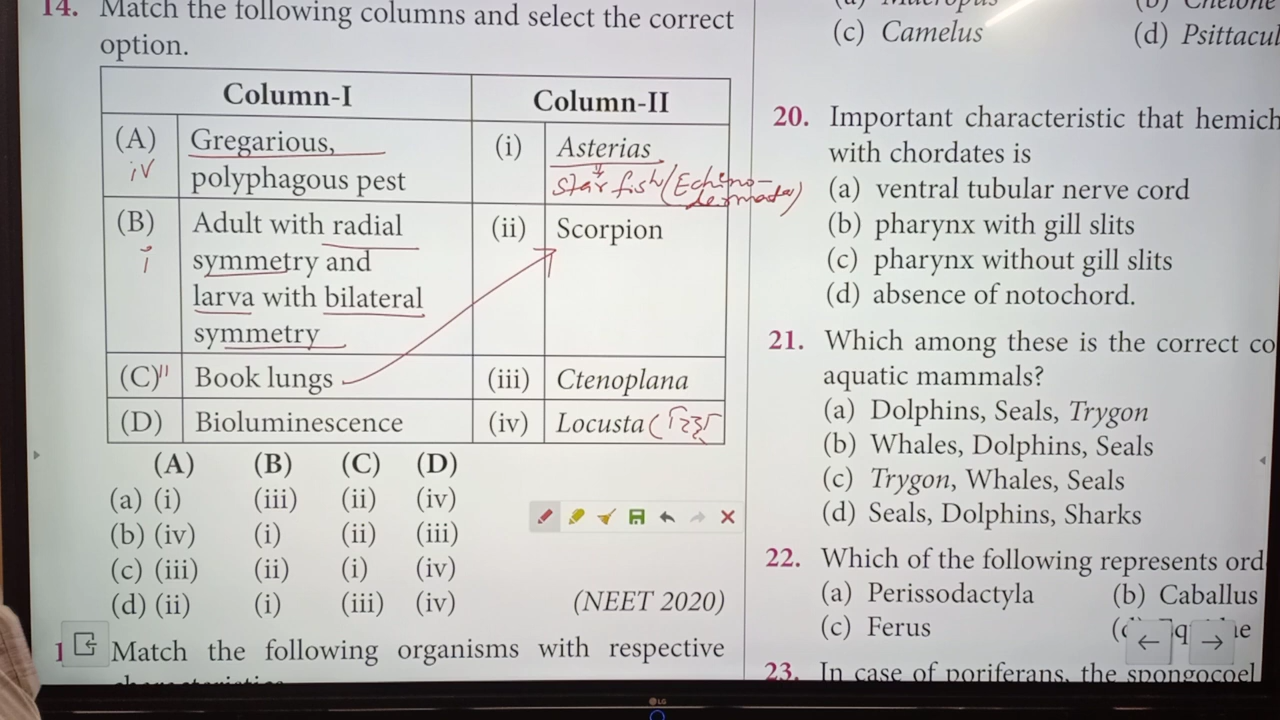 14. Match the following columns and select the correct
option.
Column-I Column-II
(A) Gregarious, (i) Asterias
iv polyphagous pest star fish (Echino-
dermata)
(B) Adult with radial (ii) Scorpion
i symmetry and
larva with bilateral
symmetry
(C) ii Book lungs (iii) Ctenoplana
(D) Bioluminescence (iv) Locusta
(A) (B) (C) (D)
(a) (i) (iii) (ii) (iv)
(b) (iv) (i) (ii) (iii)
(c) (iii) (ii) (i) (iv)
(d) (ii) (i) (iii) (iv)
(NEET 2020)
Match the following organisms with respective
(c) Camelus (d) Psittacul
20. Important characteristic that hemich
with chordates is
(a) ventral tubular nerve cord
(b) pharynx with gill slits
(c) pharynx without gill slits
(d) absence of notochord.
21. Which among these is the correct co
aquatic mammals?
(a) Dolphins, Seals, Trygon
(b) Whales, Dolphins, Seals
(c) Trygon, Whales, Seals
(d) Seals, Dolphins, Sharks
22. Which of the following represents ord
(a) Perissodactyla (b) Caballus
(c) Ferus
23. In case of poriferans, the spongocoel
LG